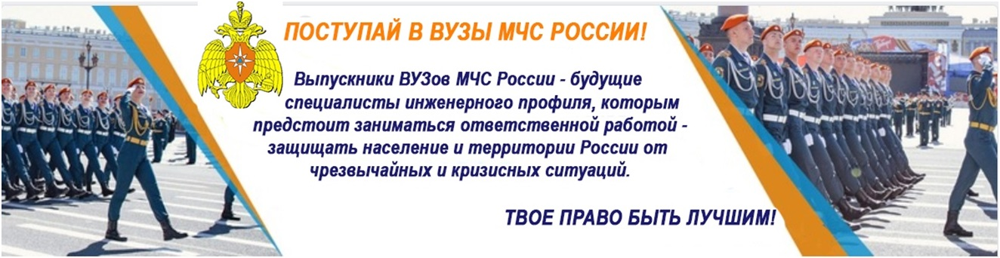 ПОСТУПАЙ В ВУЗЫ МЧС РОССИИ!
Выпускники ВУЗов МЧС России - будущие
специалисты инженерного профиля, которым
предстоит заниматься ответственной работой -
защищать население и территории России от
чрезвычайных и кризисных ситуаций.
ТВОЕ ПРАВО БЫТЬ ЛУЧШИМ!